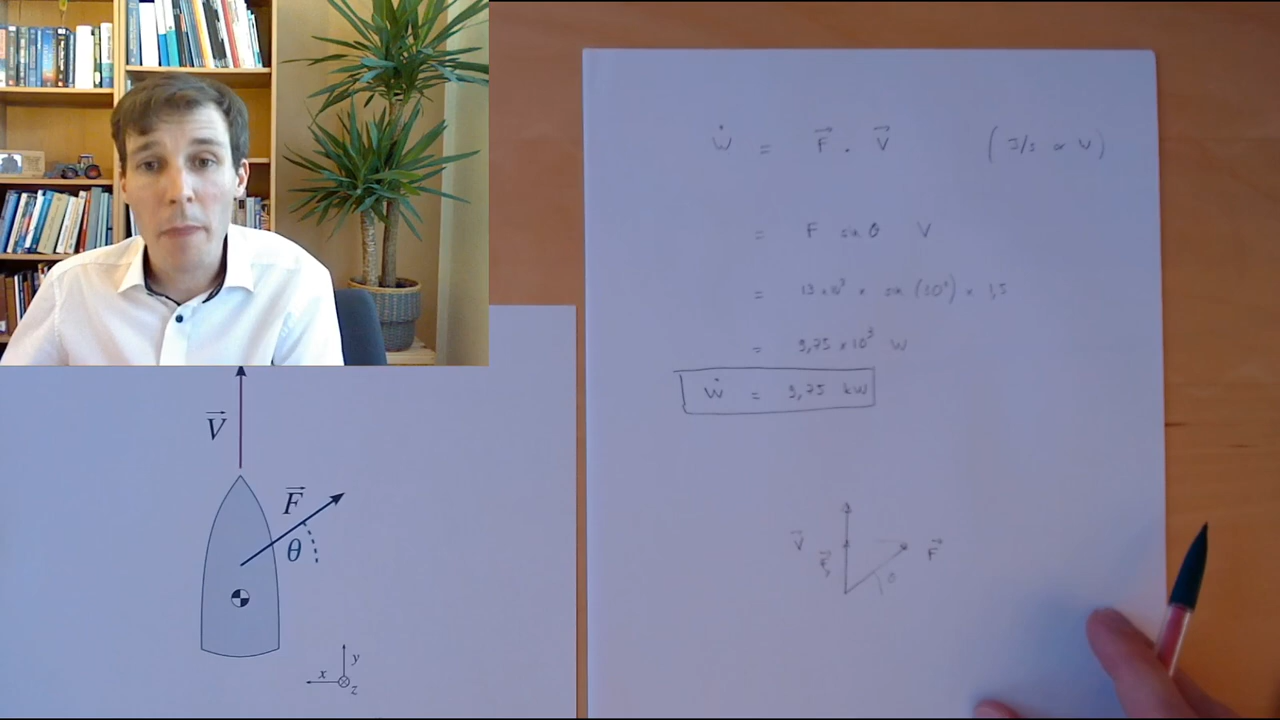 Ẇ = F⃗ . V⃗ (J/s or W)
= F sin θ V
= 13×10³ × sin (30°) × 1,5
= 9,75 × 10³ W
Ẇ = 9,75 kW
V⃗
F⃗
θ
V⃗
F⃗
θ
y
x
z